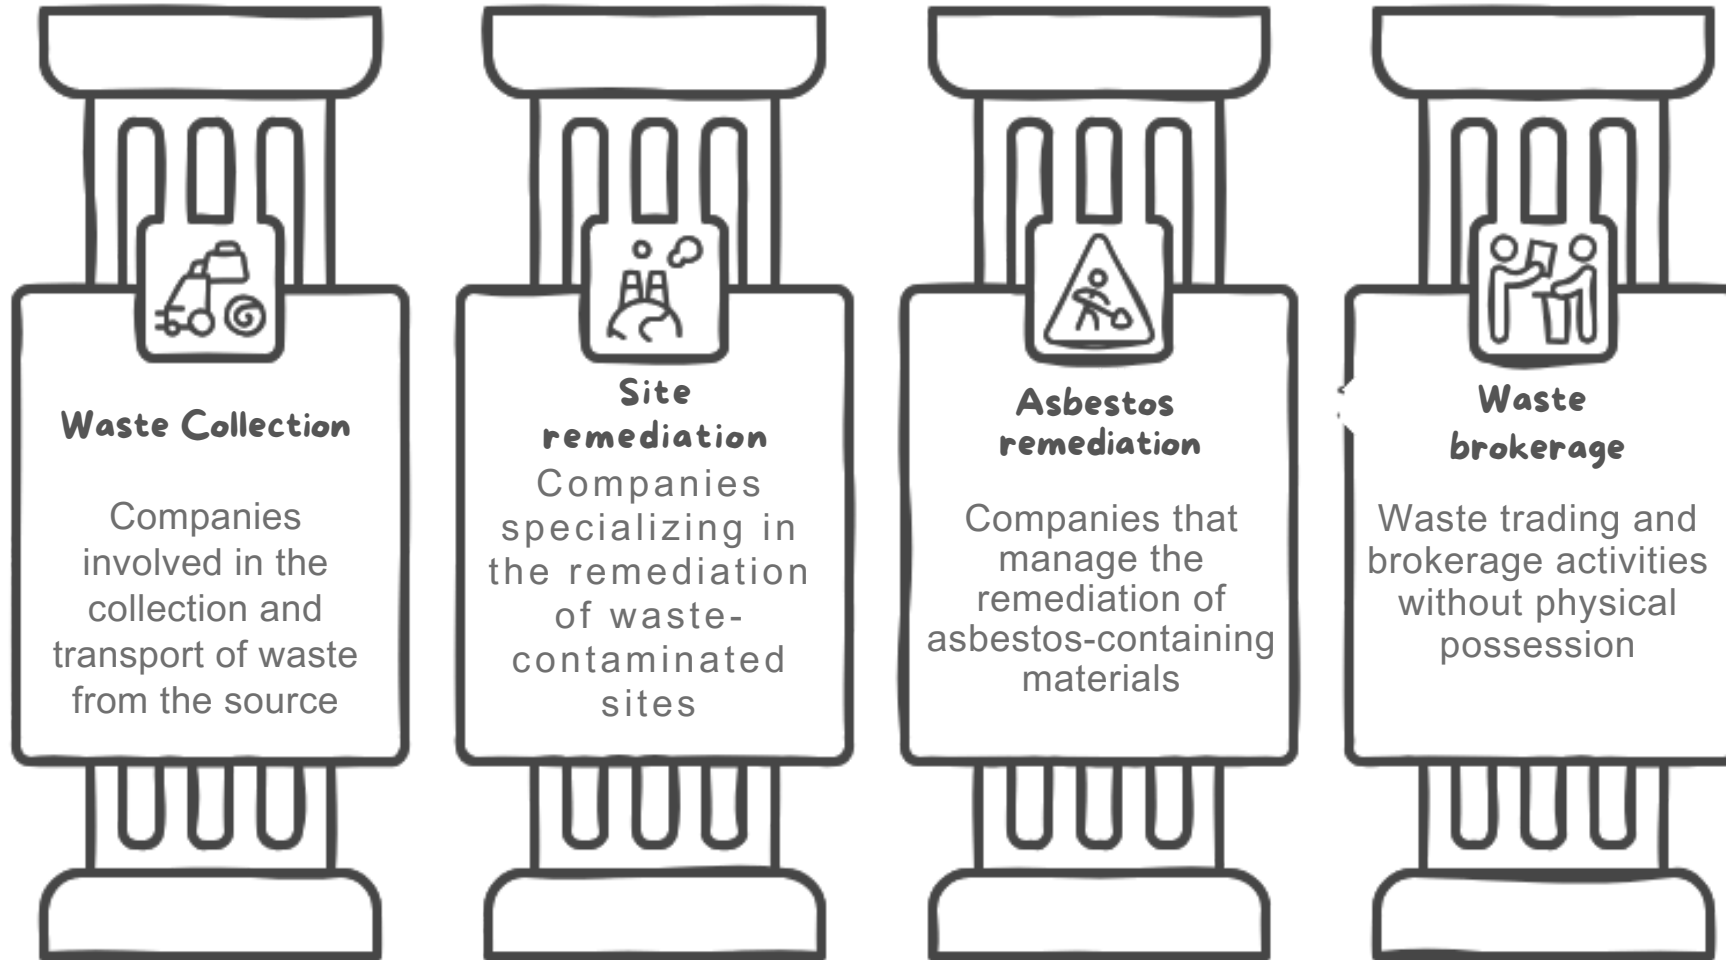 Waste Collection
Companies
involved in the
collection and
transport of waste
from the source
Site
remediation
Companies
specializing in
the remediation
of waste-
contaminated
sites
Asbestos
remediation
Companies that
manage the
remediation of
asbestos-containing
materials
Waste
brokerage
Waste trading and
brokerage activities
without physical
possession